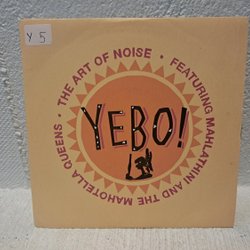 Y 5
THE ART OF NOISE · FEATURING MAHLATHINI AND THE MAHOTELLA QUEENS ·
YEBO!